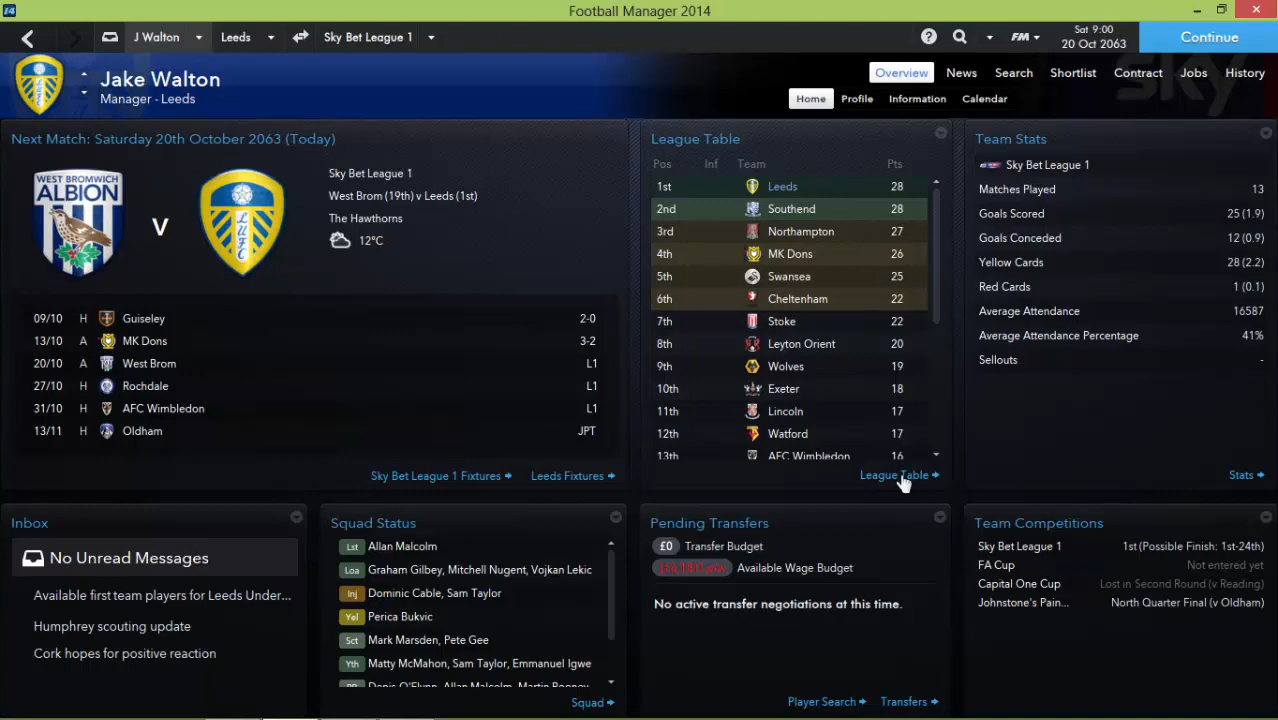 Football Manager 2014
J Walton
Leeds
Sky Bet League 1
FM
Sat 9:00
20 Oct 2063
Continue
Jake Walton
Manager - Leeds
Overview
News
Search
Shortlist
Contract
Jobs
History
Home
Profile
Information
Calendar
Next Match: Saturday 20th October 2063 (Today)
WEST BROMWICH
ALBION
V
LUFC
Sky Bet League 1
West Brom (19th) v Leeds (1st)
The Hawthorns
12°C
09/10 H Guiseley 2-0
13/10 A MK Dons 3-2
20/10 A West Brom L1
27/10 H Rochdale L1
31/10 H AFC Wimbledon L1
13/11 H Oldham JPT
Sky Bet League 1 Fixtures
Leeds Fixtures
League Table
Pos Inf Team Pts
1st Leeds 28
2nd Southend 28
3rd Northampton 27
4th MK Dons 26
5th Swansea 25
6th Cheltenham 22
7th Stoke 22
8th Leyton Orient 20
9th Wolves 19
10th Exeter 18
11th Lincoln 17
12th Watford 17
13th AFC Wimbledon 16
League Table
Team Stats
Sky Bet League 1
Matches Played 13
Goals Scored 25 (1.9)
Goals Conceded 12 (0.9)
Yellow Cards 28 (2.2)
Red Cards 1 (0.1)
Average Attendance 16587
Average Attendance Percentage 41%
Sellouts -
Stats
Inbox
No Unread Messages
Available first team players for Leeds Under...
Humphrey scouting update
Cork hopes for positive reaction
Squad Status
Lst Allan Malcolm
Loa Graham Gilbey, Mitchell Nugent, Vojkan Lekic
Inj Dominic Cable, Sam Taylor
Yel Perica Bukvic
Sct Mark Marsden, Pete Gee
Yth Matty McMahon, Sam Taylor, Emmanuel Igwe
Denis O'Flynn, Allan Malcolm, Martin Rooney
Squad
Pending Transfers
£0 Transfer Budget
Available Wage Budget
No active transfer negotiations at this time.
Player Search
Transfers
Team Competitions
Sky Bet League 1 1st (Possible Finish: 1st-24th)
FA Cup Not entered yet
Capital One Cup Lost in Second Round (v Reading)
Johnstone's Pain... North Quarter Final (v Oldham)